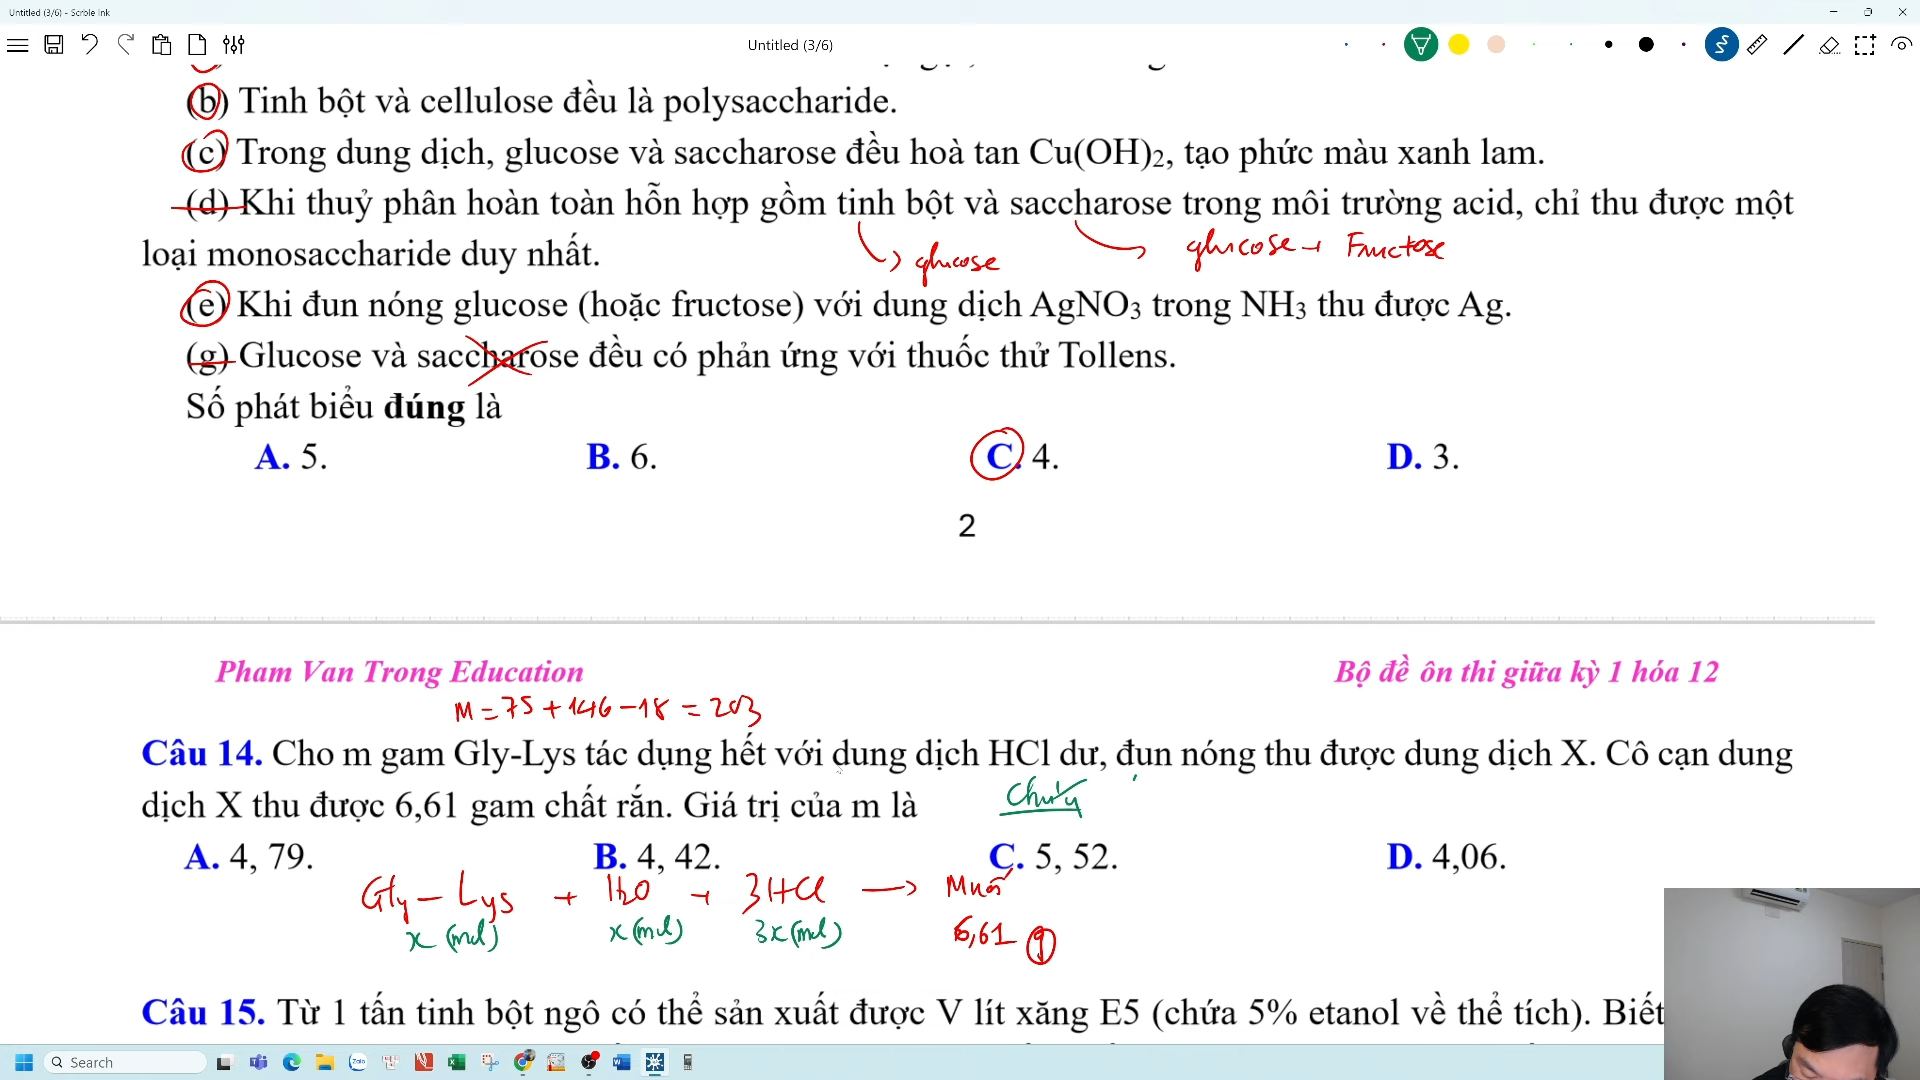 Untitled (3/6) - Scrble Ink
Untitled (3/6)
(b) Tinh bột và cellulose đều là polysaccharide.
(c) Trong dung dịch, glucose và saccharose đều hoà tan Cu(OH)₂, tạo phức màu xanh lam.
(d) Khi thuỷ phân hoàn toàn hỗn hợp gồm tinh bột và saccharose trong môi trường acid, chỉ thu được một
loại monosaccharide duy nhất.
glucose
glucose + Fructose
(e) Khi đun nóng glucose (hoặc fructose) với dung dịch AgNO₃ trong NH₃ thu được Ag.
(g) Glucose và saccharose đều có phản ứng với thuốc thử Tollens.
Số phát biểu đúng là
A. 5. B. 6. C. 4. D. 3.
2
Pham Van Trong Education Bộ đề ôn thi giữa kỳ 1 hóa 12
M = 75 + 146 - 18 = 203
Câu 14. Cho m gam Gly-Lys tác dụng hết với dung dịch HCl dư, đun nóng thu được dung dịch X. Cô cạn dung
dịch X thu được 6,61 gam chất rắn. Giá trị của m là
A. 4, 79. B. 4, 42. C. 5, 52. D. 4,06.
Gly - Lys + H₂O + 3HCl → Muối
x (mol) x (mol) 3x (mol) 6,61 g
Câu 15. Từ 1 tấn tinh bột ngô có thể sản xuất được V lít xăng E5 (chứa 5% etanol về thể tích). Biết
Search